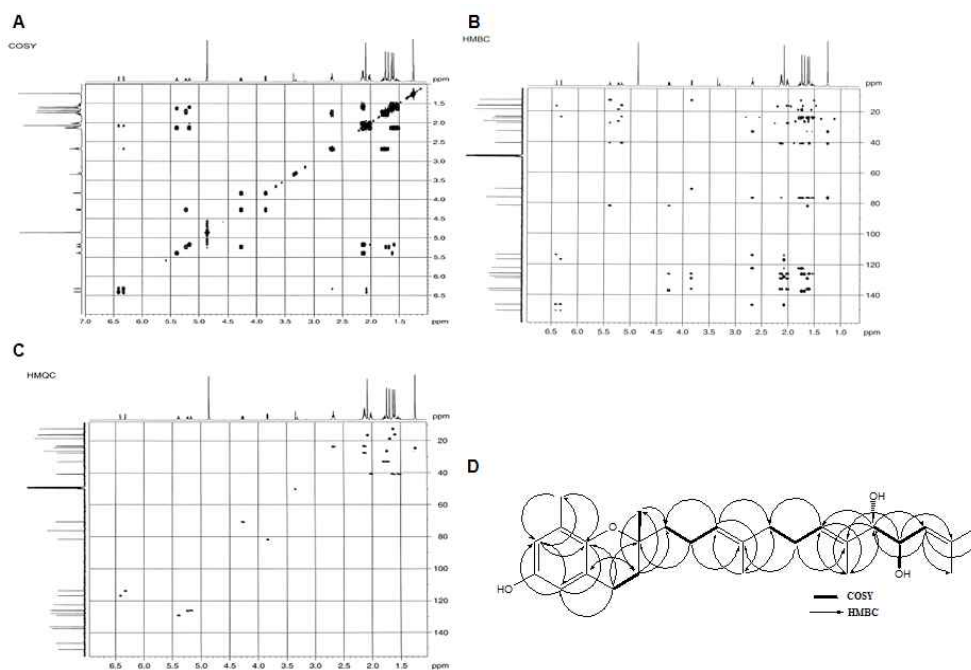 A
COSY
ppm
1.5
2.0
2.5
3.0
3.5
4.0
4.5
5.0
5.5
6.0
6.5
7.0 6.5 6.0 5.5 5.0 4.5 4.0 3.5 3.0 2.5 2.0 1.5 ppm
B
HMBC
ppm
20
40
60
80
100
120
140
6.5 6.0 5.5 5.0 4.5 4.0 3.5 3.0 2.5 2.0 1.5 1.0 ppm
C
HMQC
ppm
20
40
60
80
100
120
140
6.5 6.0 5.5 5.0 4.5 4.0 3.5 3.0 2.5 2.0 1.5 ppm
D
OH
O
HO
OH
COSY
HMBC